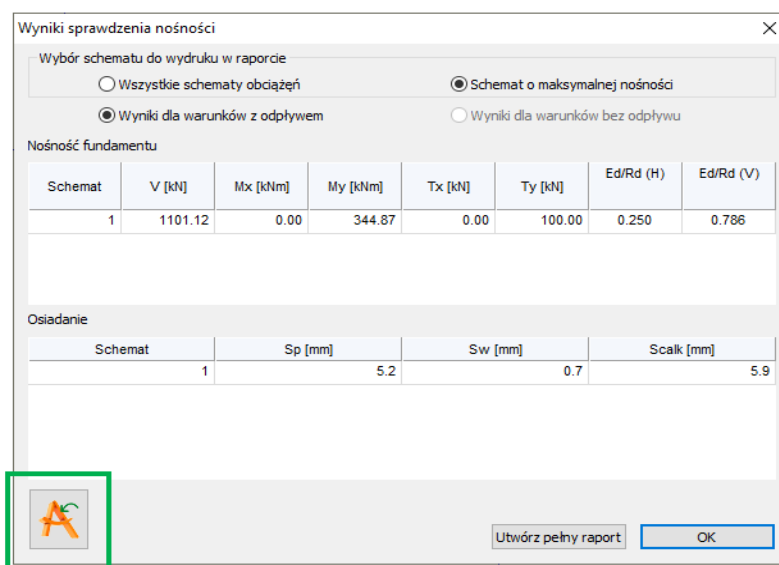 Wyniki sprawdzenia nośności
Wybór schematu do wydruku w raporcie
Wszystkie schematy obciążęń Schemat o maksymalnej nośności
Wyniki dla warunków z odpływem Wyniki dla warunków bez odpływu
Nośność fundamentu
Schemat V [kN] Mx [kNm] My [kNm] Tx [kN] Ty [kN] Ed/Rd (H) Ed/Rd (V)
1 1101.12 0.00 344.87 0.00 100.00 0.250 0.786
Osiadanie
Schemat Sp [mm] Sw [mm] Scalk [mm]
1 5.2 0.7 5.9
Utwórz pełny raport OK